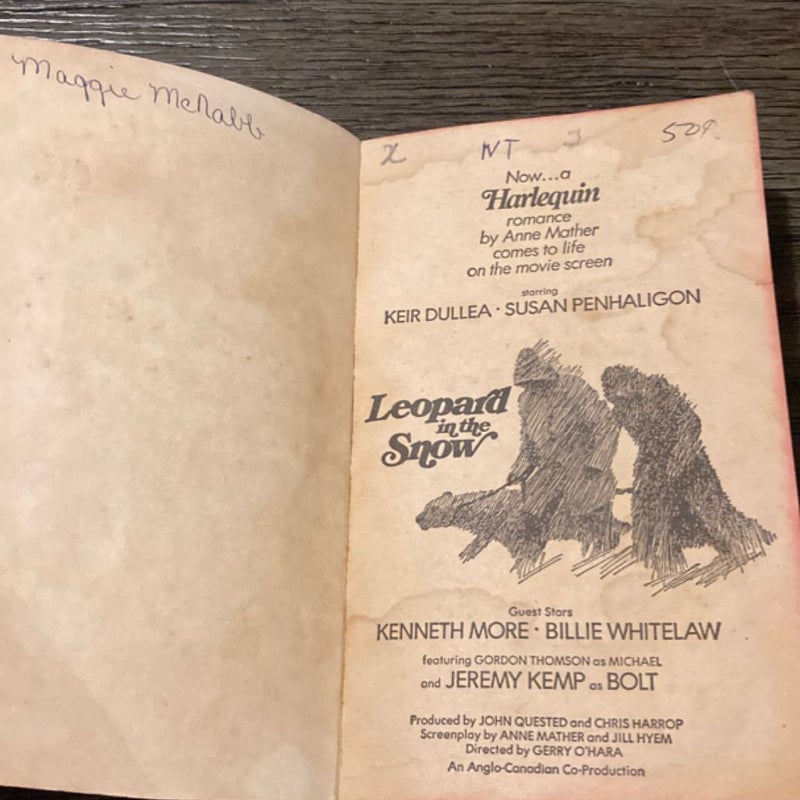 Maggie McNabb
x NT 3 50¢
Now...a
Harlequin
romance
by Anne Mather
comes to life
on the movie screen
starring
KEIR DULLEA · SUSAN PENHALIGON
Leopard
in the
Snow
Guest Stars
KENNETH MORE · BILLIE WHITELAW
featuring GORDON THOMSON as MICHAEL
and JEREMY KEMP as BOLT
Produced by JOHN QUESTED and CHRIS HARROP
Screenplay by ANNE MATHER and JILL HYEM
Directed by GERRY O'HARA
An Anglo-Canadian Co-Production